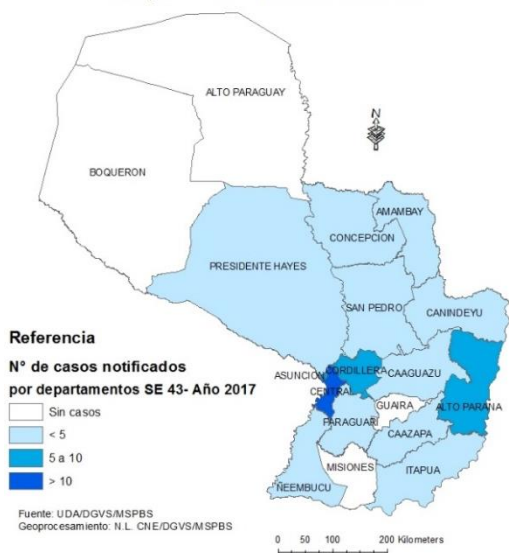 ALTO PARAGUAY
N
BOQUERON
AMAMBAY
CONCEPCION
PRESIDENTE HAYES
SAN PEDRO
CANINDEYU
ASUNCION
CORDILLERA
CAAGUAZU
CENTRAL
GUAIRA
ALTO PARANA
PARAGUARI
CAAZAPA
MISIONES
ITAPUA
ÑEEMBUCU
Referencia
N° de casos notificados
por departamentos SE 43- Año 2017
Sin casos
< 5
5 a 10
> 10
Fuente: UDA/DGVS/MSPBS
Geoprocesamiento: N.L. CNE/DGVS/MSPBS
0 50 100 200 Kilometers